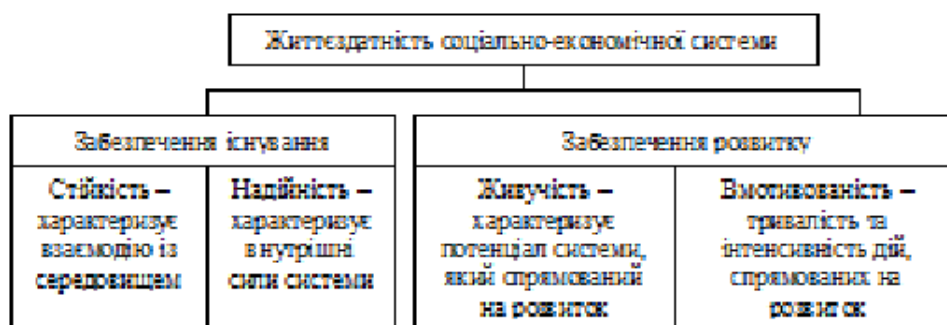 Життєздатність соціально-економічної системи
Забезпечення існування
Забезпечення розвитку
Стійкість –
характеризує
взаємодію із
середовищем
Надійність –
характеризує
внутрішні
сили системи
Живучість –
характеризує
потенціал системи,
який спрямований
на розвиток
Вмотивованість –
тривалість та
інтенсивність дій,
спрямованих на
розвиток